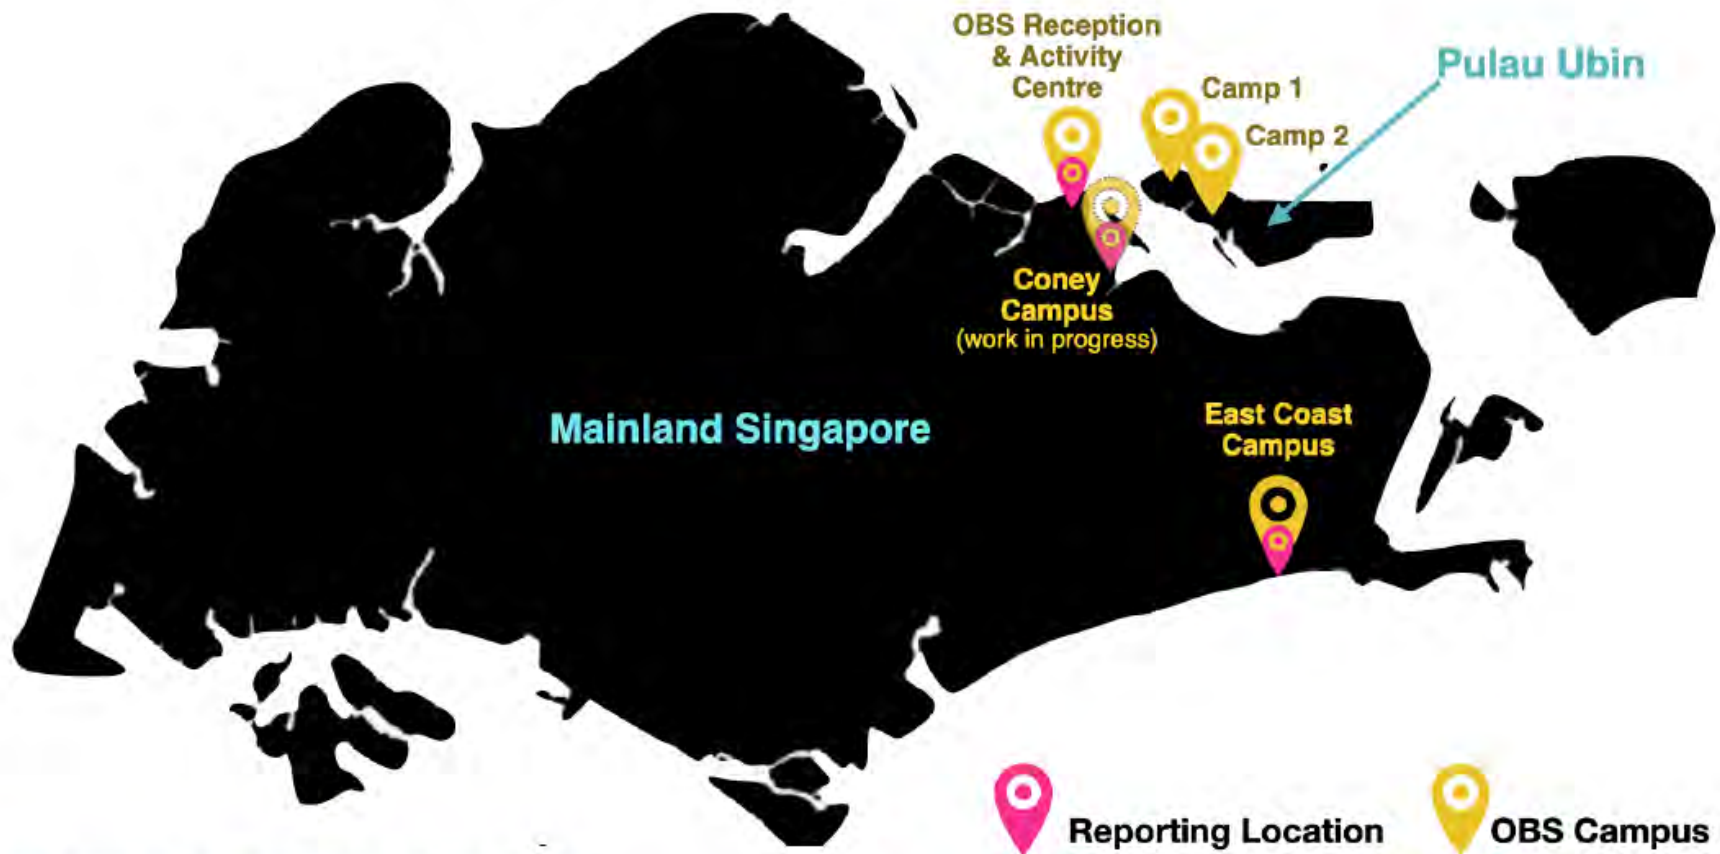 OBS Reception
& Activity
Centre
Pulau Ubin
Camp 1
Camp 2
Coney
Campus
(work in progress)
Mainland Singapore
East Coast
Campus
Reporting Location
OBS Campus